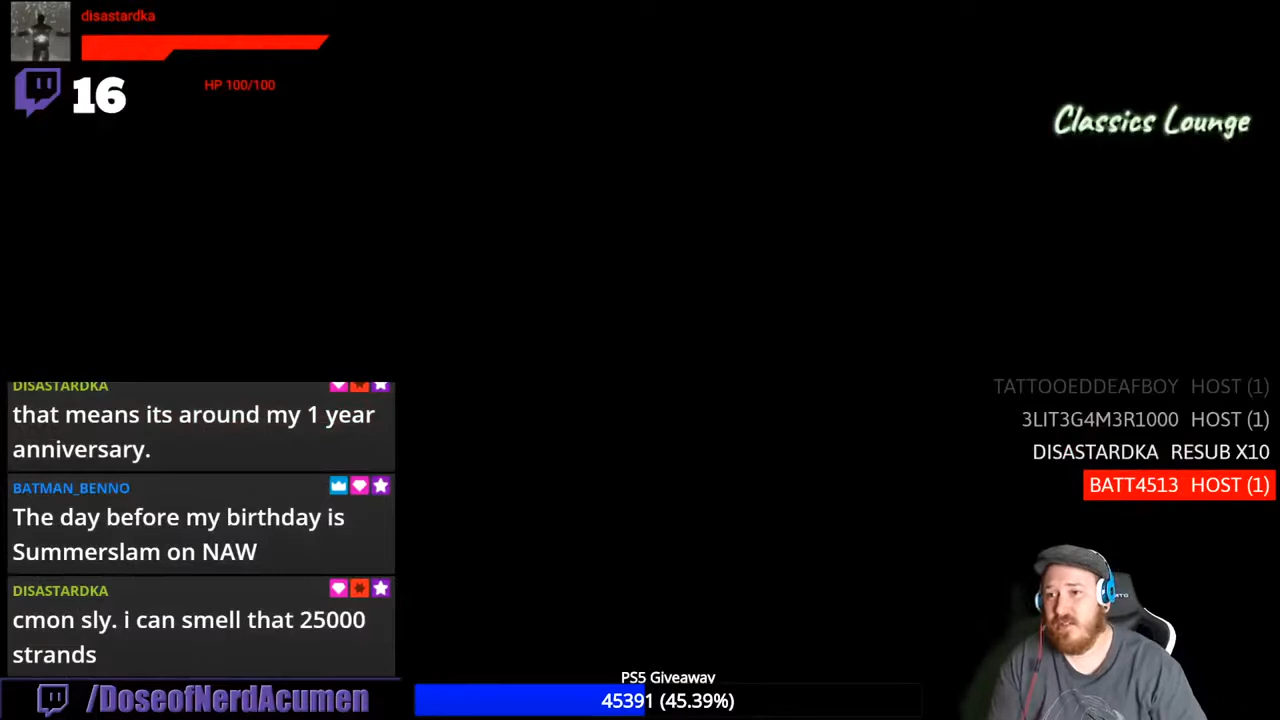 disastardka
16
HP 100/100
Classics Lounge
DISASTARDKA
that means its around my 1 year
anniversary.
BATMAN_BENNO
The day before my birthday is
Summerslam on NAW
DISASTARDKA
cmon sly. i can smell that 25000
strands
/DoseofNerdAcumen
TATTOOEDDEAFBOY HOST (1)
3LIT3G4M3R1000 HOST (1)
DISASTARDKA RESUB X10
BATT4513 HOST (1)
PS5 Giveaway
45391 (45.39%)